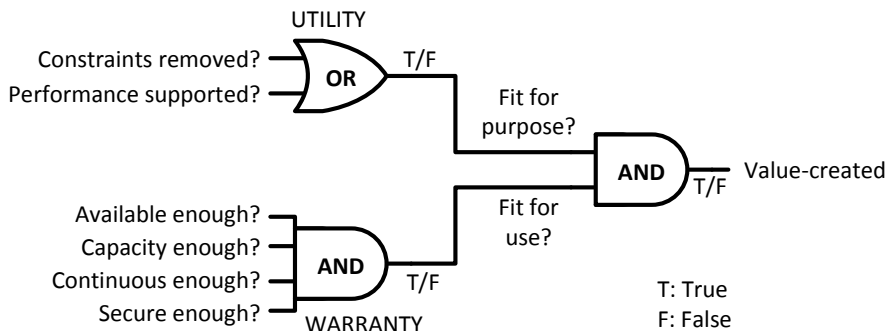 UTILITY
Constraints removed?
Performance supported?
OR
T/F
Fit for
purpose?
AND
T/F
Value-created
Available enough?
Capacity enough?
Continuous enough?
Secure enough?
AND
T/F
WARRANTY
Fit for
use?
T: True
F: False